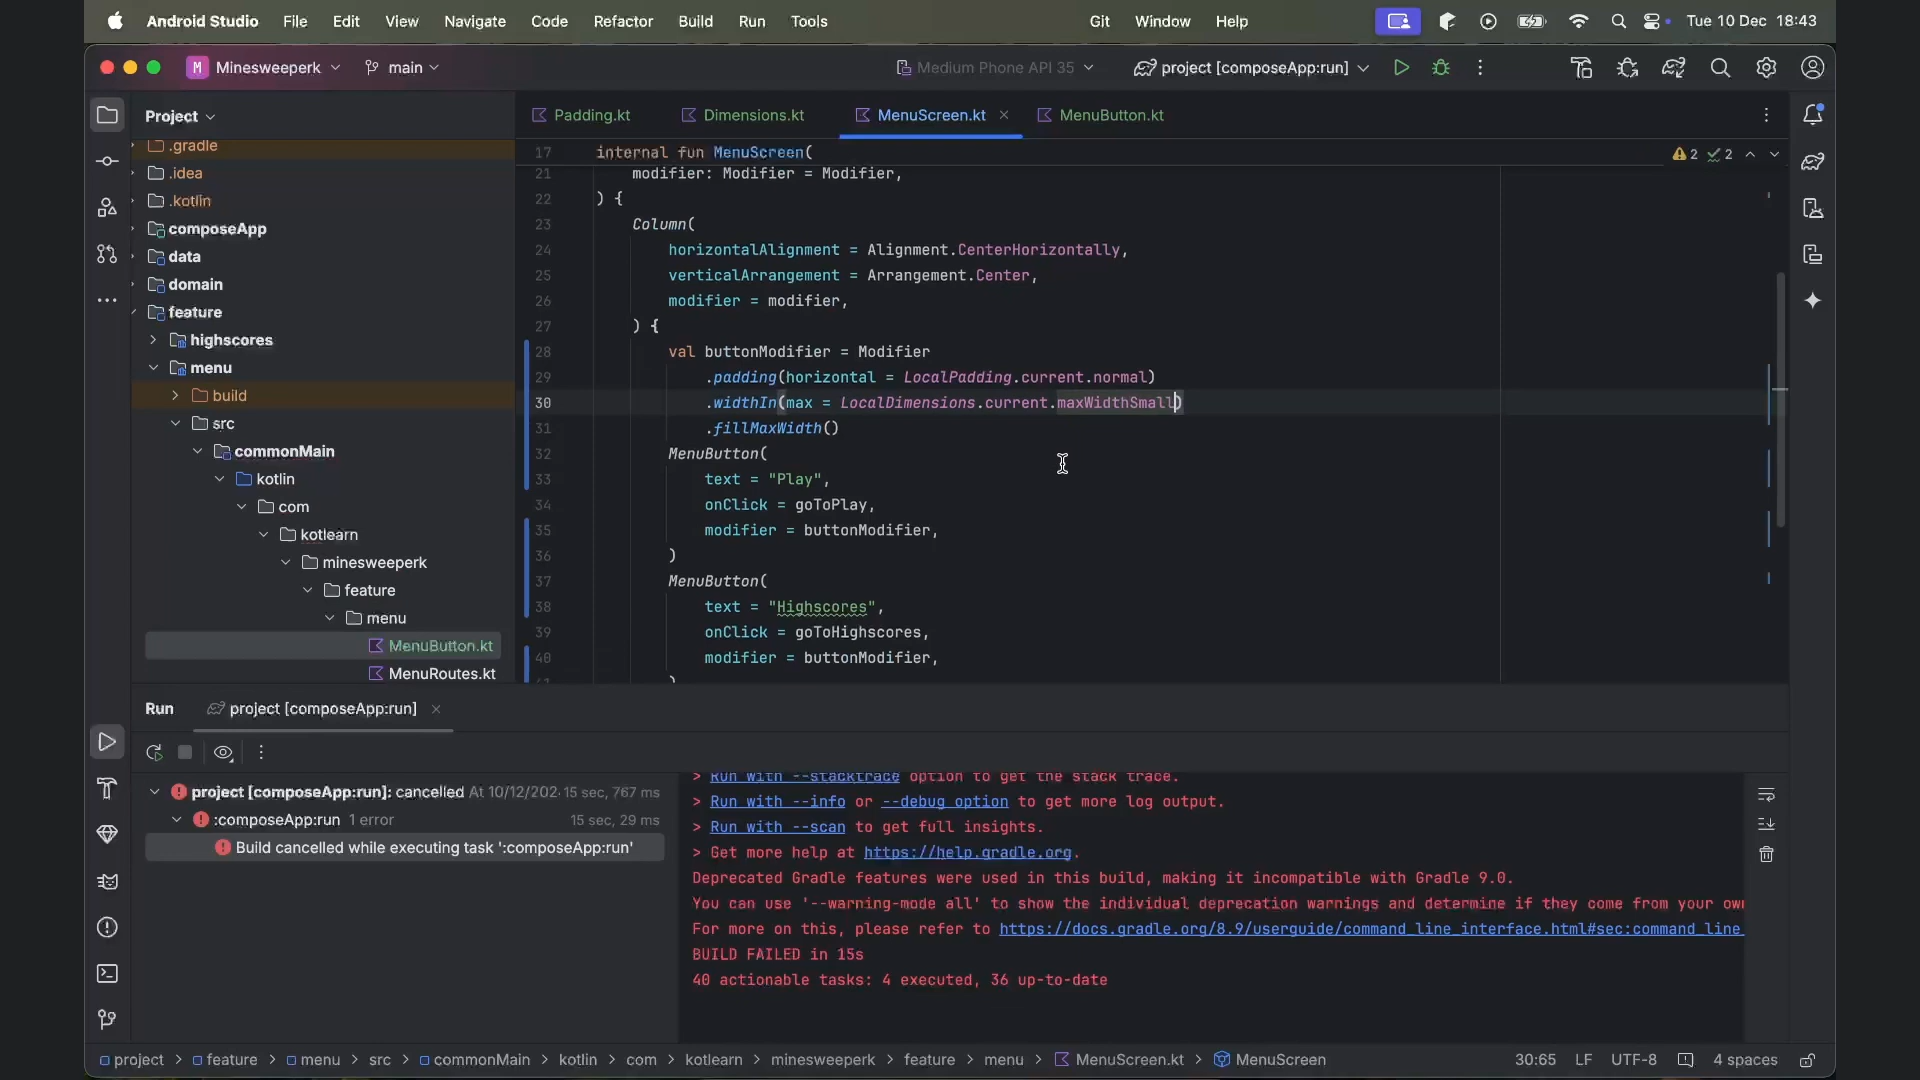 Android Studio File Edit View Navigate Code Refactor Build Run Tools Git Window Help Tue 10 Dec 18:43
M Minesweeperk main Medium Phone API 35 project [composeApp:run]
Project
.gradle
.idea
.kotlin
composeApp
data
domain
feature
highscores
menu
build
src
commonMain
kotlin
com
kotlearn
minesweeperk
feature
menu
MenuButton.kt
MenuRoutes.kt
Padding.kt Dimensions.kt MenuScreen.kt MenuButton.kt
17 internal fun MenuScreen( 2 2
21 modifier: Modifier = Modifier,
22 ) {
23 Column(
24 horizontalAlignment = Alignment.CenterHorizontally,
25 verticalArrangement = Arrangement.Center,
26 modifier = modifier,
27 ) {
28 val buttonModifier = Modifier
29 .padding(horizontal = LocalPadding.current.normal)
30 .widthIn(max = LocalDimensions.current.maxWidthSmall)
31 .fillMaxWidth()
32 MenuButton(
33 text = "Play",
34 onClick = goToPlay,
35 modifier = buttonModifier,
36 )
37 MenuButton(
38 text = "Highscores",
39 onClick = goToHighscores,
40 modifier = buttonModifier,
Run project [composeApp:run]
project [composeApp:run]: cancelled At 10/12/202 15 sec, 767 ms
:composeApp:run 1 error 15 sec, 29 ms
Build cancelled while executing task ':composeApp:run'
> Run with --stacktrace option to get the stack trace.
> Run with --info or --debug option to get more log output.
> Run with --scan to get full insights.
> Get more help at https://help.gradle.org.
Deprecated Gradle features were used in this build, making it incompatible with Gradle 9.0.
You can use '--warning-mode all' to show the individual deprecation warnings and determine if they come from your own
For more on this, please refer to https://docs.gradle.org/8.9/userguide/command_line_interface.html#sec:command_line_
BUILD FAILED in 15s
40 actionable tasks: 4 executed, 36 up-to-date
project > feature > menu > src > commonMain > kotlin > com > kotlearn > minesweeperk > feature > menu > MenuScreen.kt > MenuScreen 30:65 LF UTF-8 4 spaces